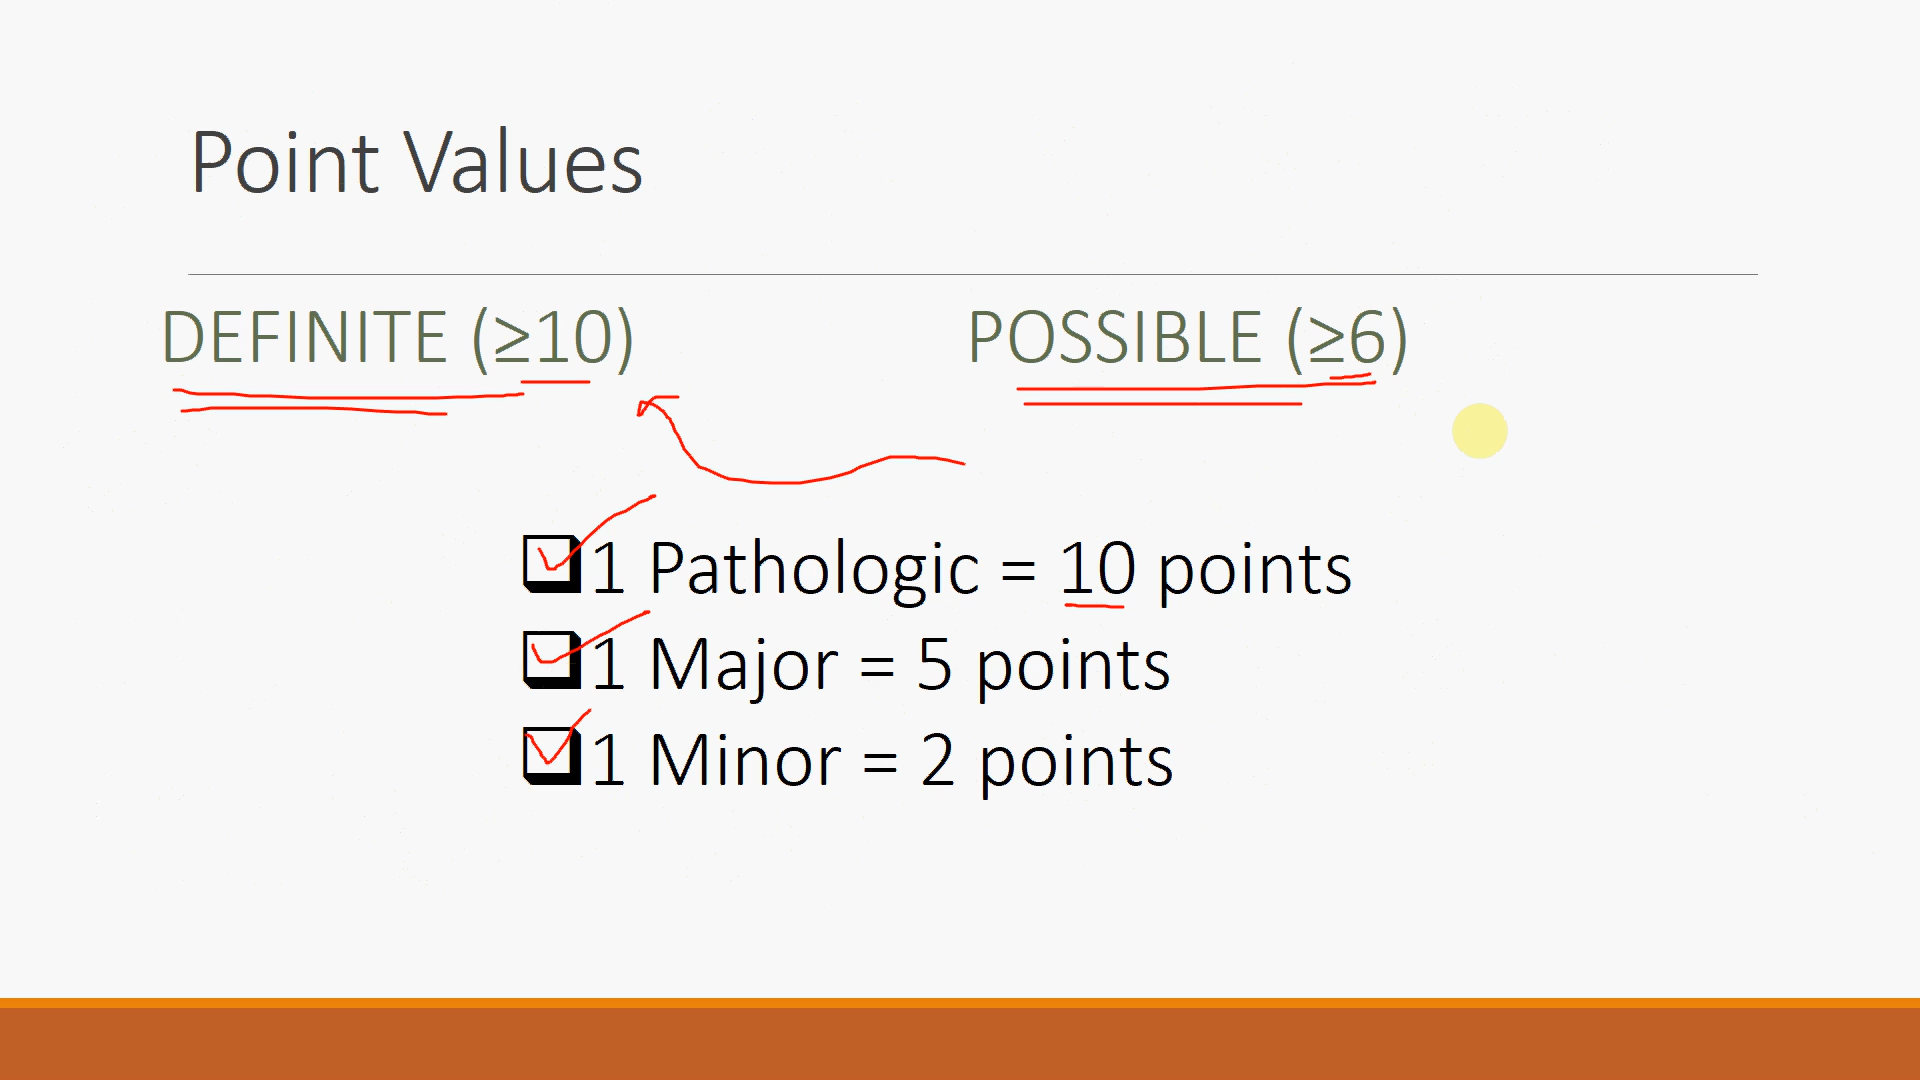 Point Values
DEFINITE (≥10)
POSSIBLE (≥6)
1 Pathologic = 10 points
1 Major = 5 points
1 Minor = 2 points